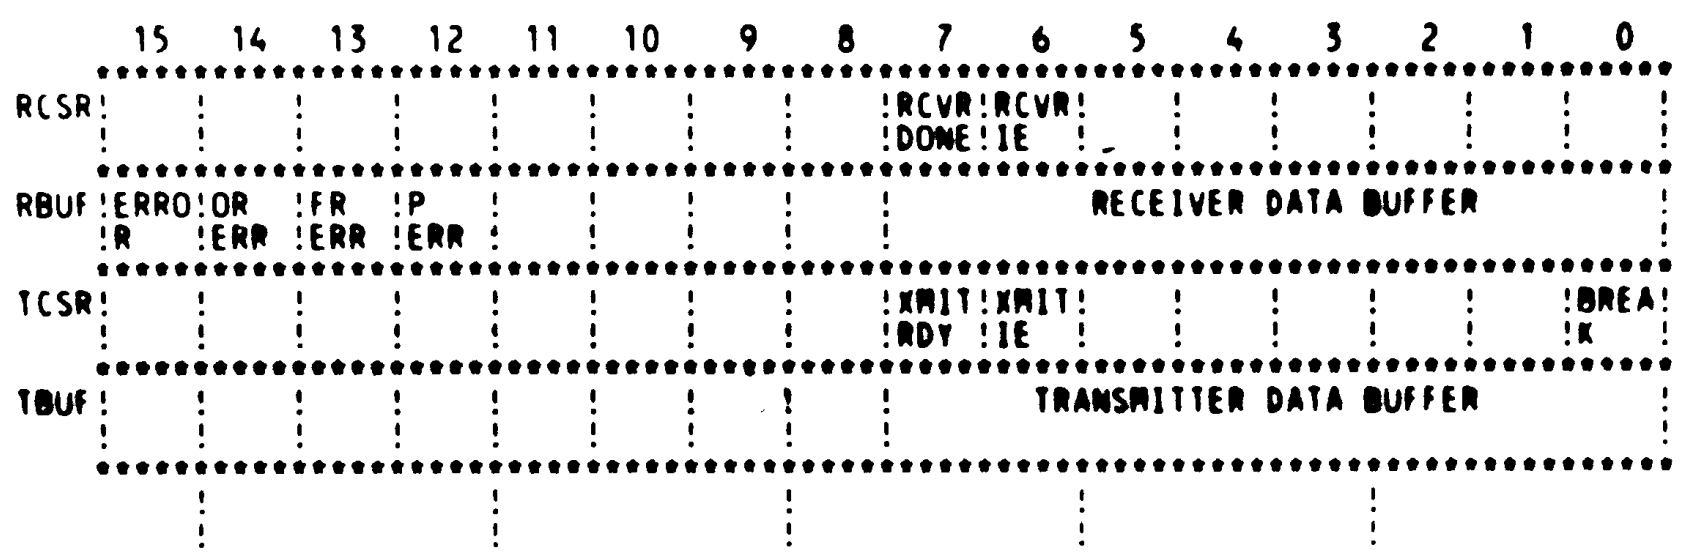 15 14 13 12 11 10 9 8 7 6 5 4 3 2 1 0
RCSR RCVR RCVR
DONE IE
RBUF ERRO OR FR P RECEIVER DATA BUFFER
R ERR ERR ERR
TCSR XMIT XMIT BREA
RDY IE K
TBUF TRANSMITTER DATA BUFFER